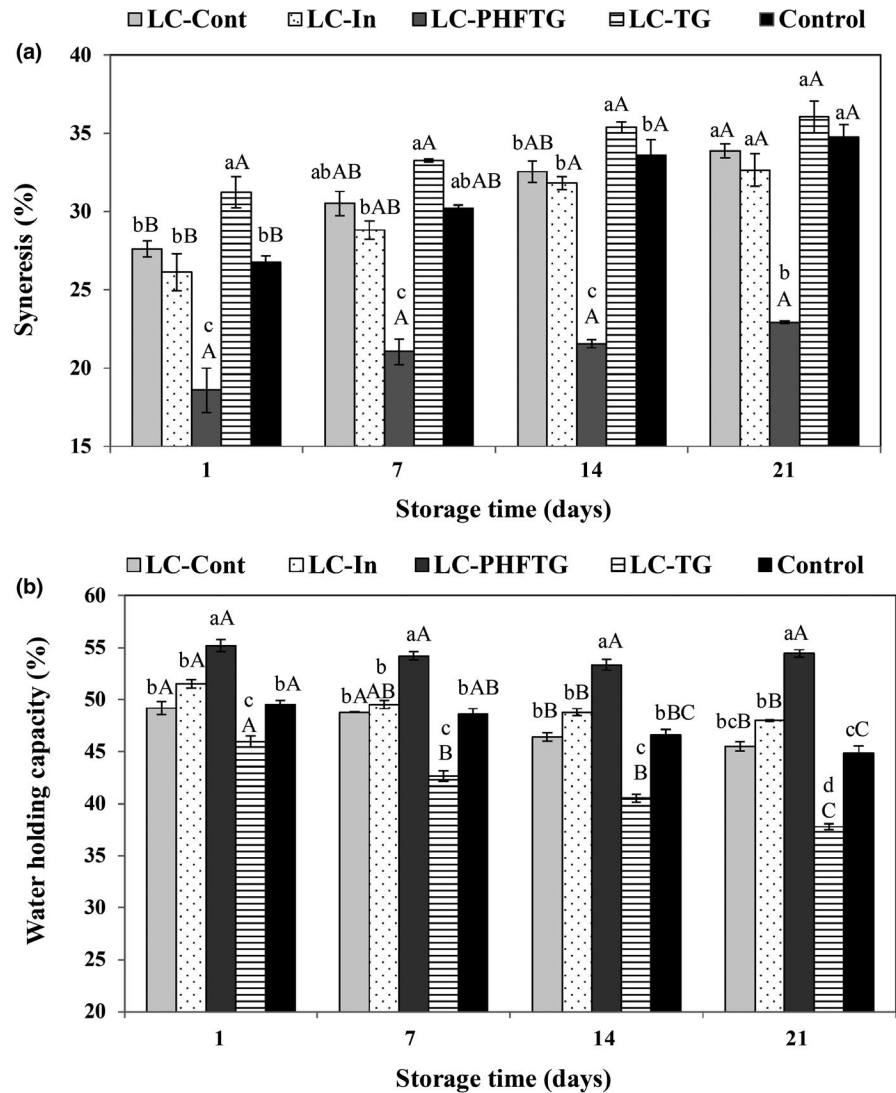 LC-Cont LC-In LC-PHFTG LC-TG Control
(a)
Syneresis (%)
40
35
30
25
20
15
bB bB c A aA bB
abAB bAB c A aA abAB
bAB bA c A aA bA
aA aA b A aA aA
1 7 14 21
Storage time (days)
LC-Cont LC-In LC-PHFTG LC-TG Control
(b)
Water holding capacity (%)
60
55
50
45
40
35
30
25
20
bA bA aA c A bA
bA b AB aA c B bAB
bB bB aA c B bBC
bcB bB aA d C cC
1 7 14 21
Storage time (days)